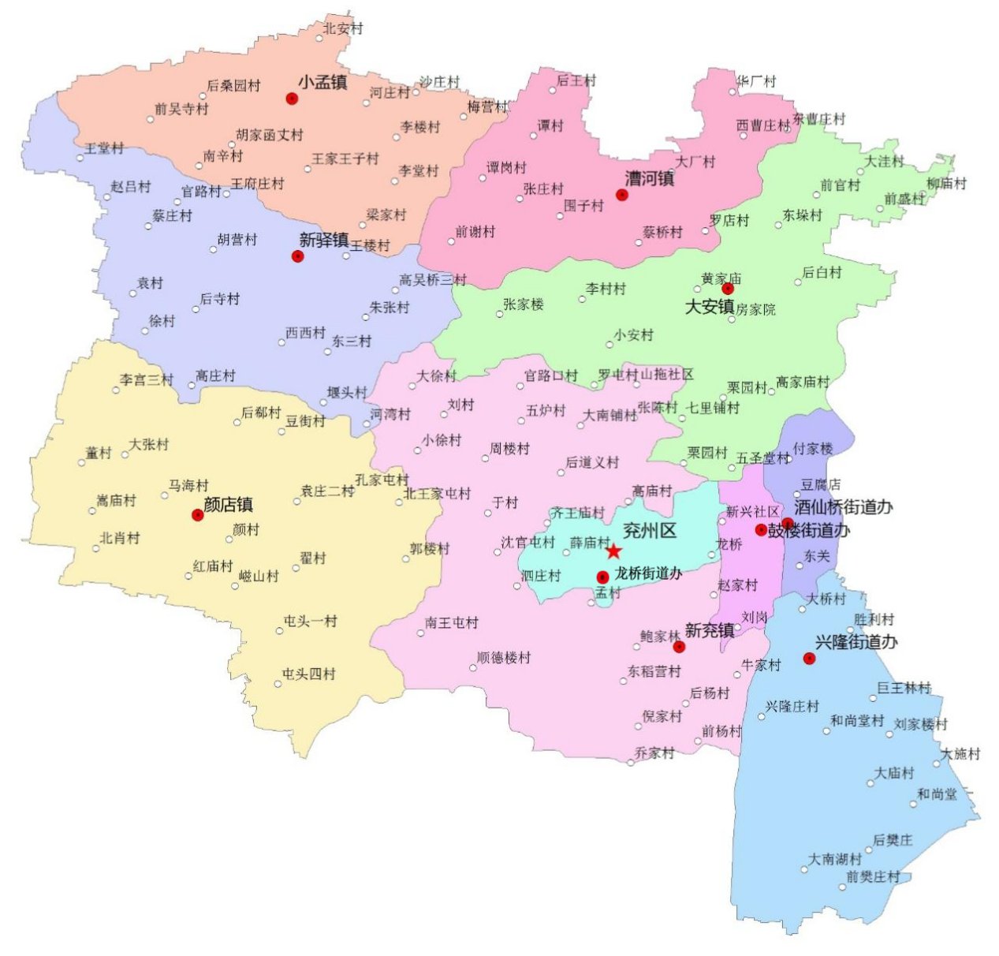 北安村
后桑园村
小孟镇
河庄村
沙庄村
前吴寺村
梅营村
胡家函丈村
李楼村
南辛村
王家王子村
李堂村
梁家村
后王村
华厂村
谭村
西曹庄村
东曹庄村
谭岗村
大厂村
漕河镇
张庄村
围子村
前谢村
蔡桥村
罗店村
大洼村
前官村
柳庙村
前盛村
东垛村
王堂村
赵吕村
官路村
王府庄村
蔡庄村
胡营村
新驿镇
王楼村
高吴桥三村
袁村
后寺村
朱张村
徐村
西西村
东三村
高庄村
堰头村
河湾村
黄家庙
后白村
李村村
张家楼
大安镇
房家院
小安村
栗园村
高家庙村
七里铺村
栗园村
五圣堂村
李宫三村
后郗村
豆街村
大张村
董村
马海村
袁庄二村
孔家屯村
嵩庙村
颜店镇
颜村
北肖村
翟村
红庙村
嵫山村
郭楼村
屯头一村
屯头四村
大徐村
官路口村
罗屯村
山拖社区
刘村
五炉村
大南铺村
张陈村
小徐村
周楼村
后道义村
北王家屯村
于村
高庙村
齐王庙村
兖州区
沈官屯村
薛庙村
龙桥
泗庄村
龙桥街道办
孟村
付家楼
豆腐店
新兴社区
酒仙桥街道办
鼓楼街道办
东关
赵家村
刘岗
南王屯村
顺德楼村
鲍家林
新兖镇
东稻营村
牛家村
后杨村
倪家村
前杨村
乔家村
大桥村
胜利村
兴隆街道办
巨王林村
兴隆庄村
和尚堂村
刘家楼村
大施村
大庙村
和尚堂
后樊庄
大南湖村
前樊庄村